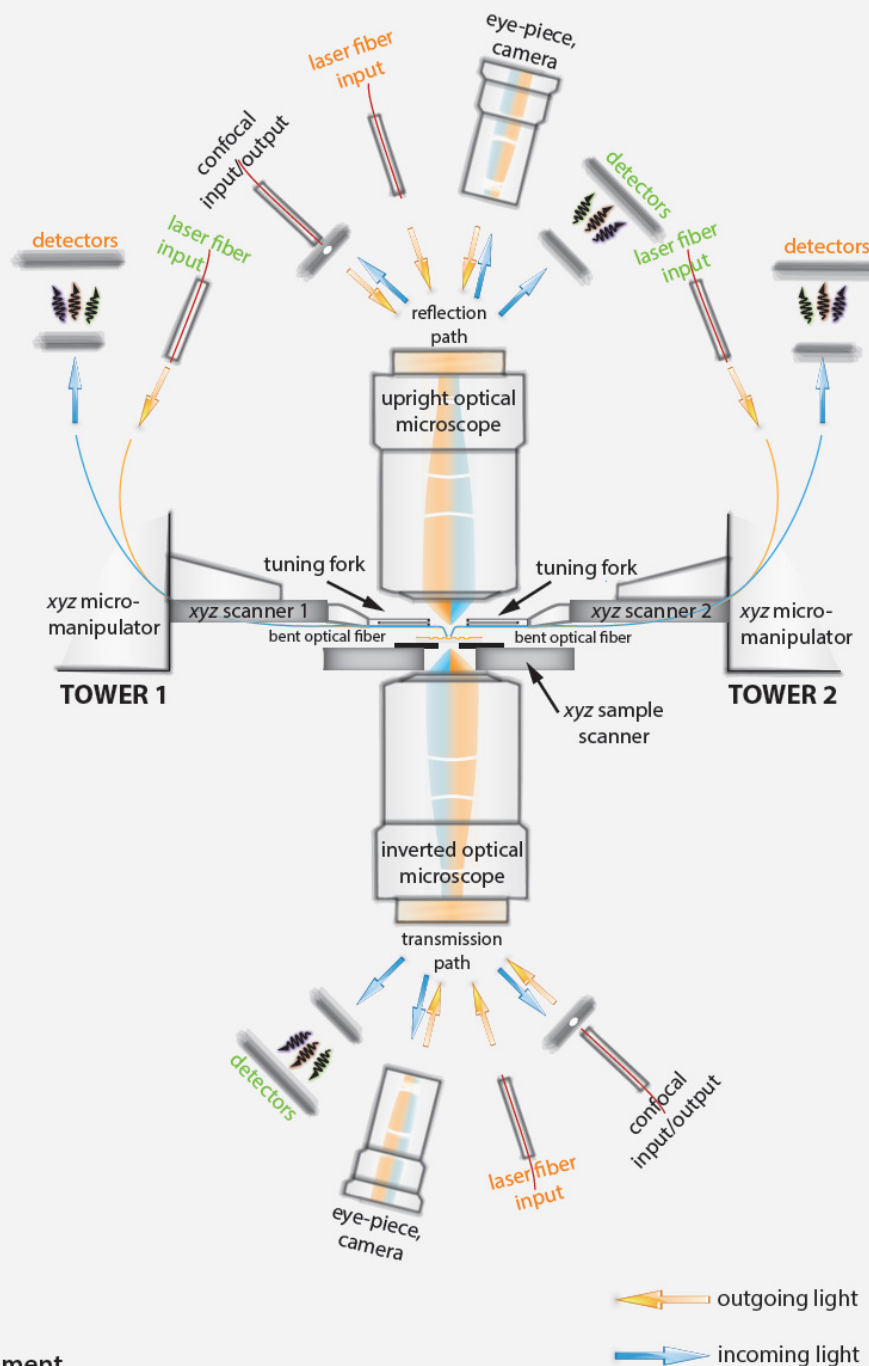 eye-piece,
camera
laser fiber
input
confocal
input/output
detectors
laser fiber
input
detectors
laser fiber
input
detectors
reflection
path
upright optical
microscope
tuning fork
tuning fork
xyz micro-
manipulator
xyz scanner 1
xyz scanner 2
xyz micro-
manipulator
bent optical fiber
bent optical fiber
TOWER 1
TOWER 2
xyz sample
scanner
inverted optical
microscope
transmission
path
detectors
confocal
input/output
laser fiber
input
eye-piece,
camera
outgoing light
incoming light
ment